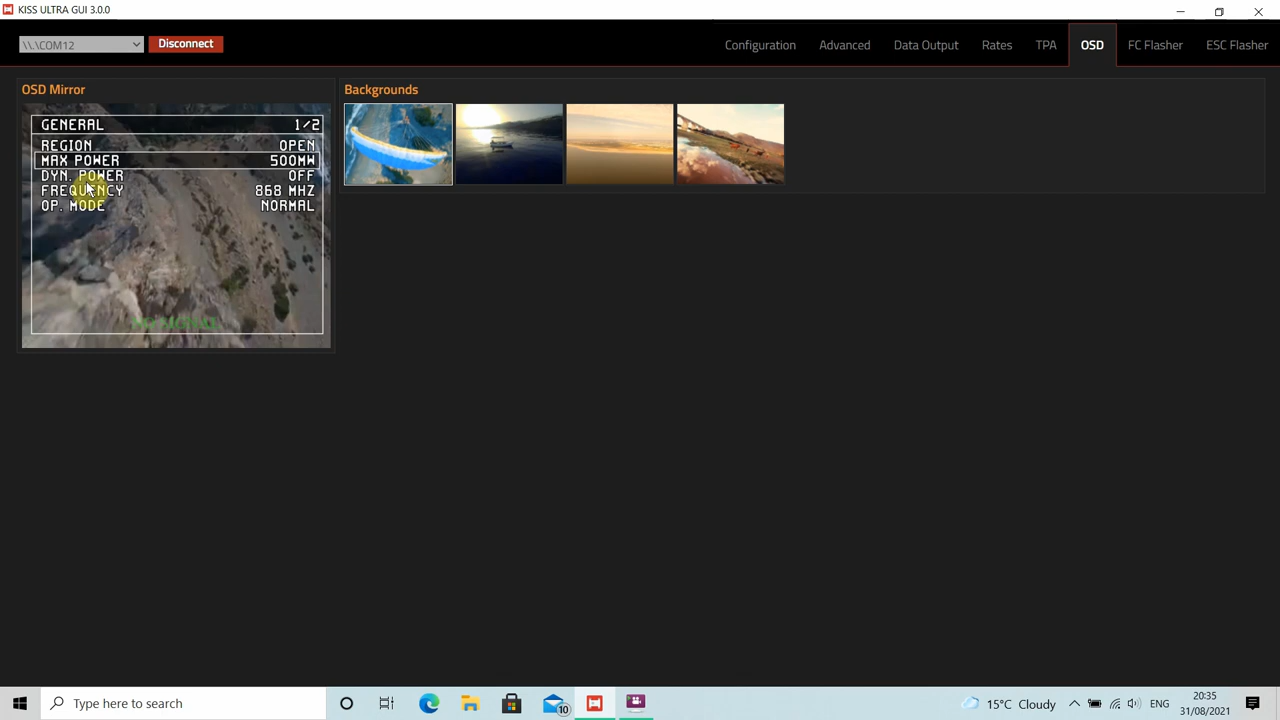 KISS ULTRA GUI 3.0.0
\\.\COM12
Disconnect
Configuration
Advanced
Data Output
Rates
TPA
OSD
FC Flasher
ESC Flasher
OSD Mirror
Backgrounds
GENERAL 1/2
REGION OPEN
MAX POWER 500MW
DYN. POWER OFF
FREQUENCY 868 MHZ
OP. MODE NORMAL
Type here to search
10
15°C Cloudy
ENG
20:35
31/08/2021